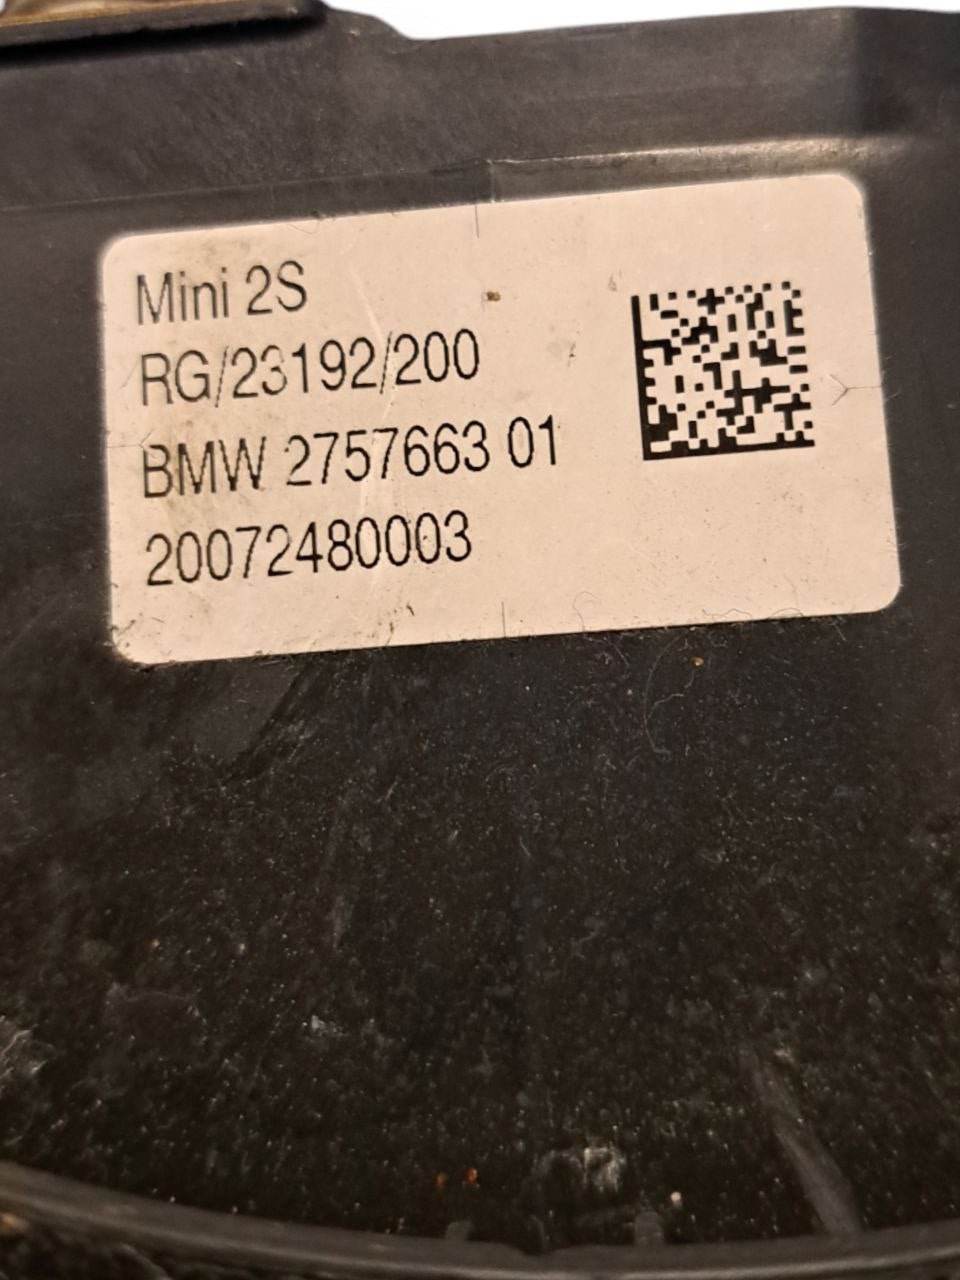 Mini 2S
RG/23192/200
BMW 2757663 01
20072480003